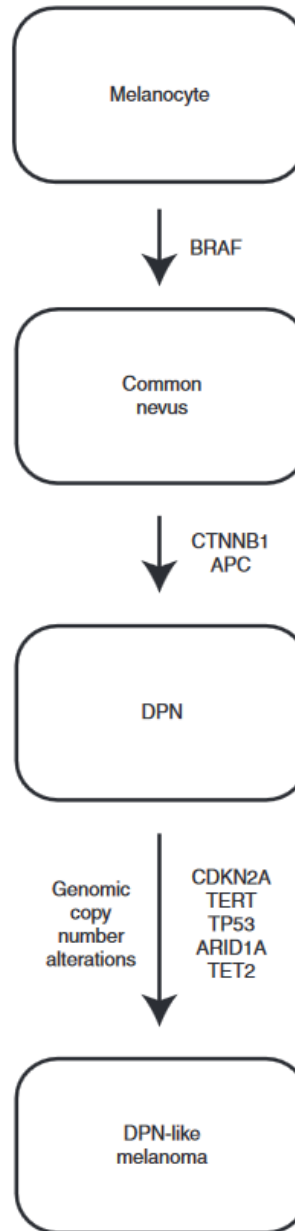 Melanocyte
BRAF
Common
nevus
CTNNB1
APC
DPN
Genomic
copy
number
alterations
CDKN2A
TERT
TP53
ARID1A
TET2
DPN-like
melanoma